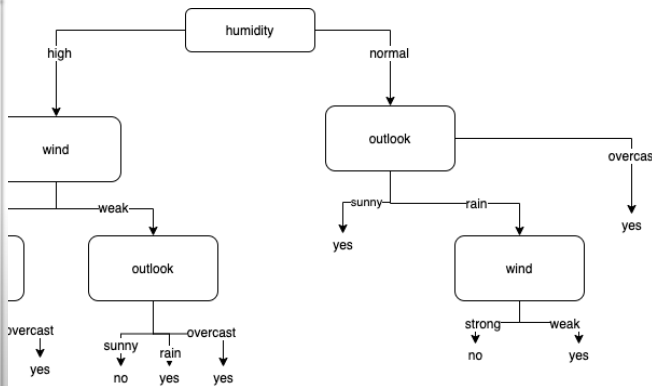 humidity
high
normal
wind
outlook
overcas
weak
sunny
rain
yes
yes
outlook
wind
overcast
sunny
rain
overcast
strong
weak
yes
no
yes
yes
no
yes